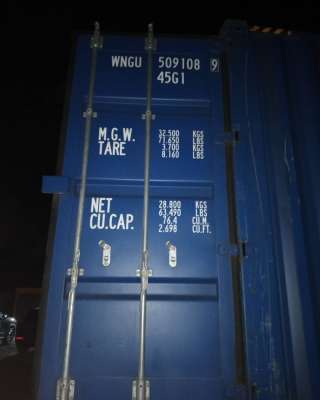 WNGU 509108 9
45G1
M.G.W. 32.500 KGS
71.650 LBS
TARE 3.700 KGS
8.160 LBS
NET 28.800 KGS
63.490 LBS
CU.CAP. 76.4 CU.M.
2.698 CU.FT.